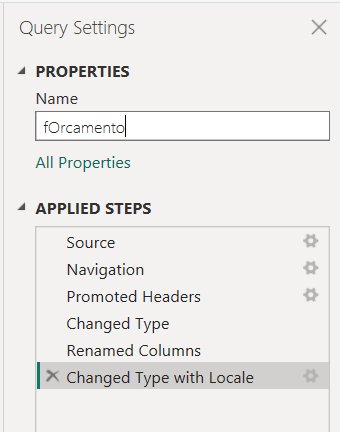 Query Settings
PROPERTIES
Name
fOrcamento
All Properties
APPLIED STEPS
Source
Navigation
Promoted Headers
Changed Type
Renamed Columns
Changed Type with Locale